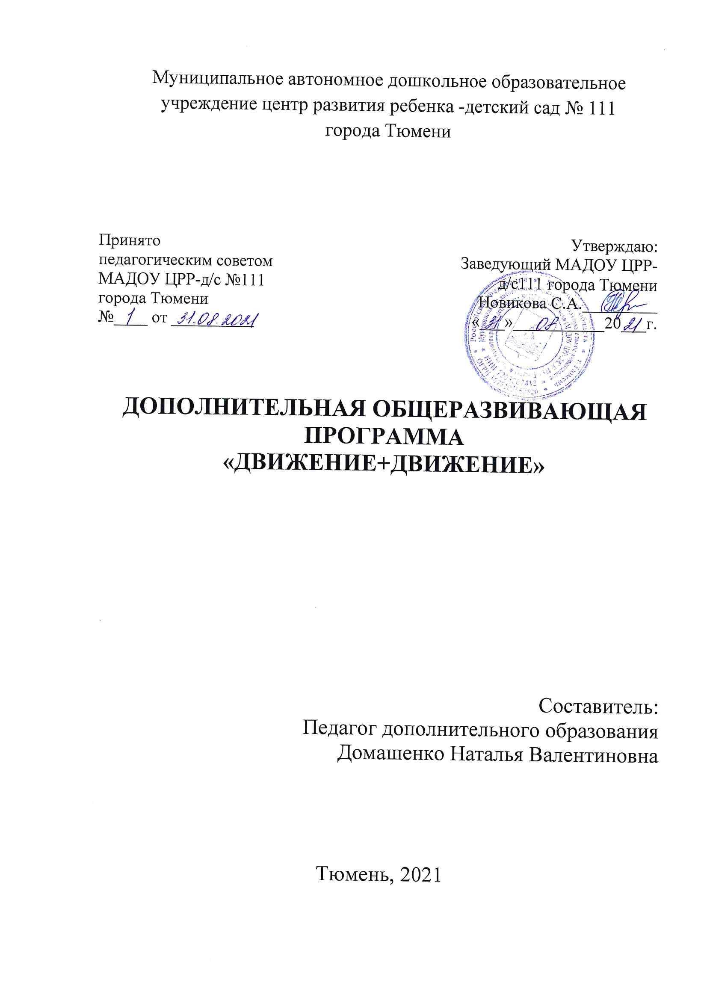 Муниципальное автономное дошкольное образовательное
учреждение центр развития ребенка -детский сад № 111
города Тюмени
Принято
педагогическим советом
МАДОУ ЦРР-д/с №111
города Тюмени
№ 1 от 31.08.2021
Утверждаю:
Заведующий МАДОУ ЦРР-
д/с111 города Тюмени
Новикова С.А.
«31» 08 2021 г.
ДОПОЛНИТЕЛЬНАЯ ОБЩЕРАЗВИВАЮЩАЯ
ПРОГРАММА
«ДВИЖЕНИЕ+ДВИЖЕНИЕ»
Составитель:
Педагог дополнительного образования
Домашенко Наталья Валентиновна
Тюмень, 2021